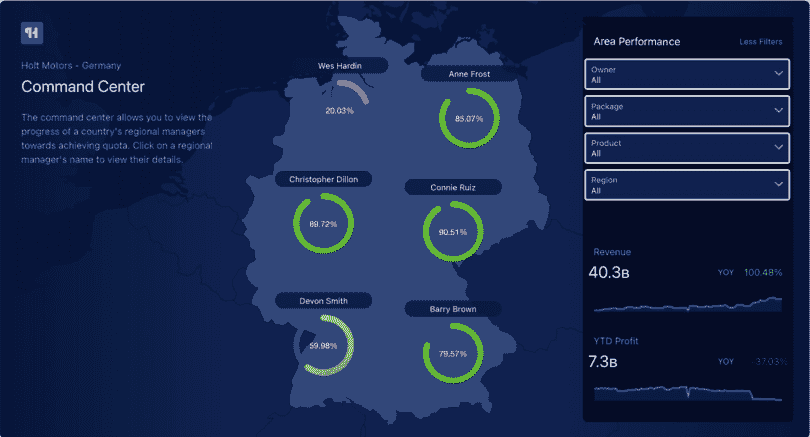 Holt Motors - Germany
Command Center
The command center allows you to view the
progress of a country's regional managers
towards achieving quota. Click on a regional
manager's name to view their details.
Wes Hardin
20.03%
Anne Frost
85.07%
Christopher Dillon
89.72%
Connie Ruiz
90.51%
Devon Smith
59.98%
Barry Brown
79.57%
Area Performance
Less Filters
Owner
All
Package
All
Product
All
Region
All
Revenue
40.3B
YOY
100.48%
YTD Profit
7.3B
YOY
-37.03%